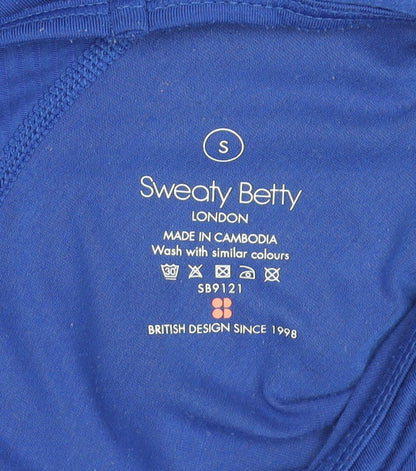 S
Sweaty Betty
LONDON
MADE IN CAMBODIA
Wash with similar colours
30
SB9121
BRITISH DESIGN SINCE 1998